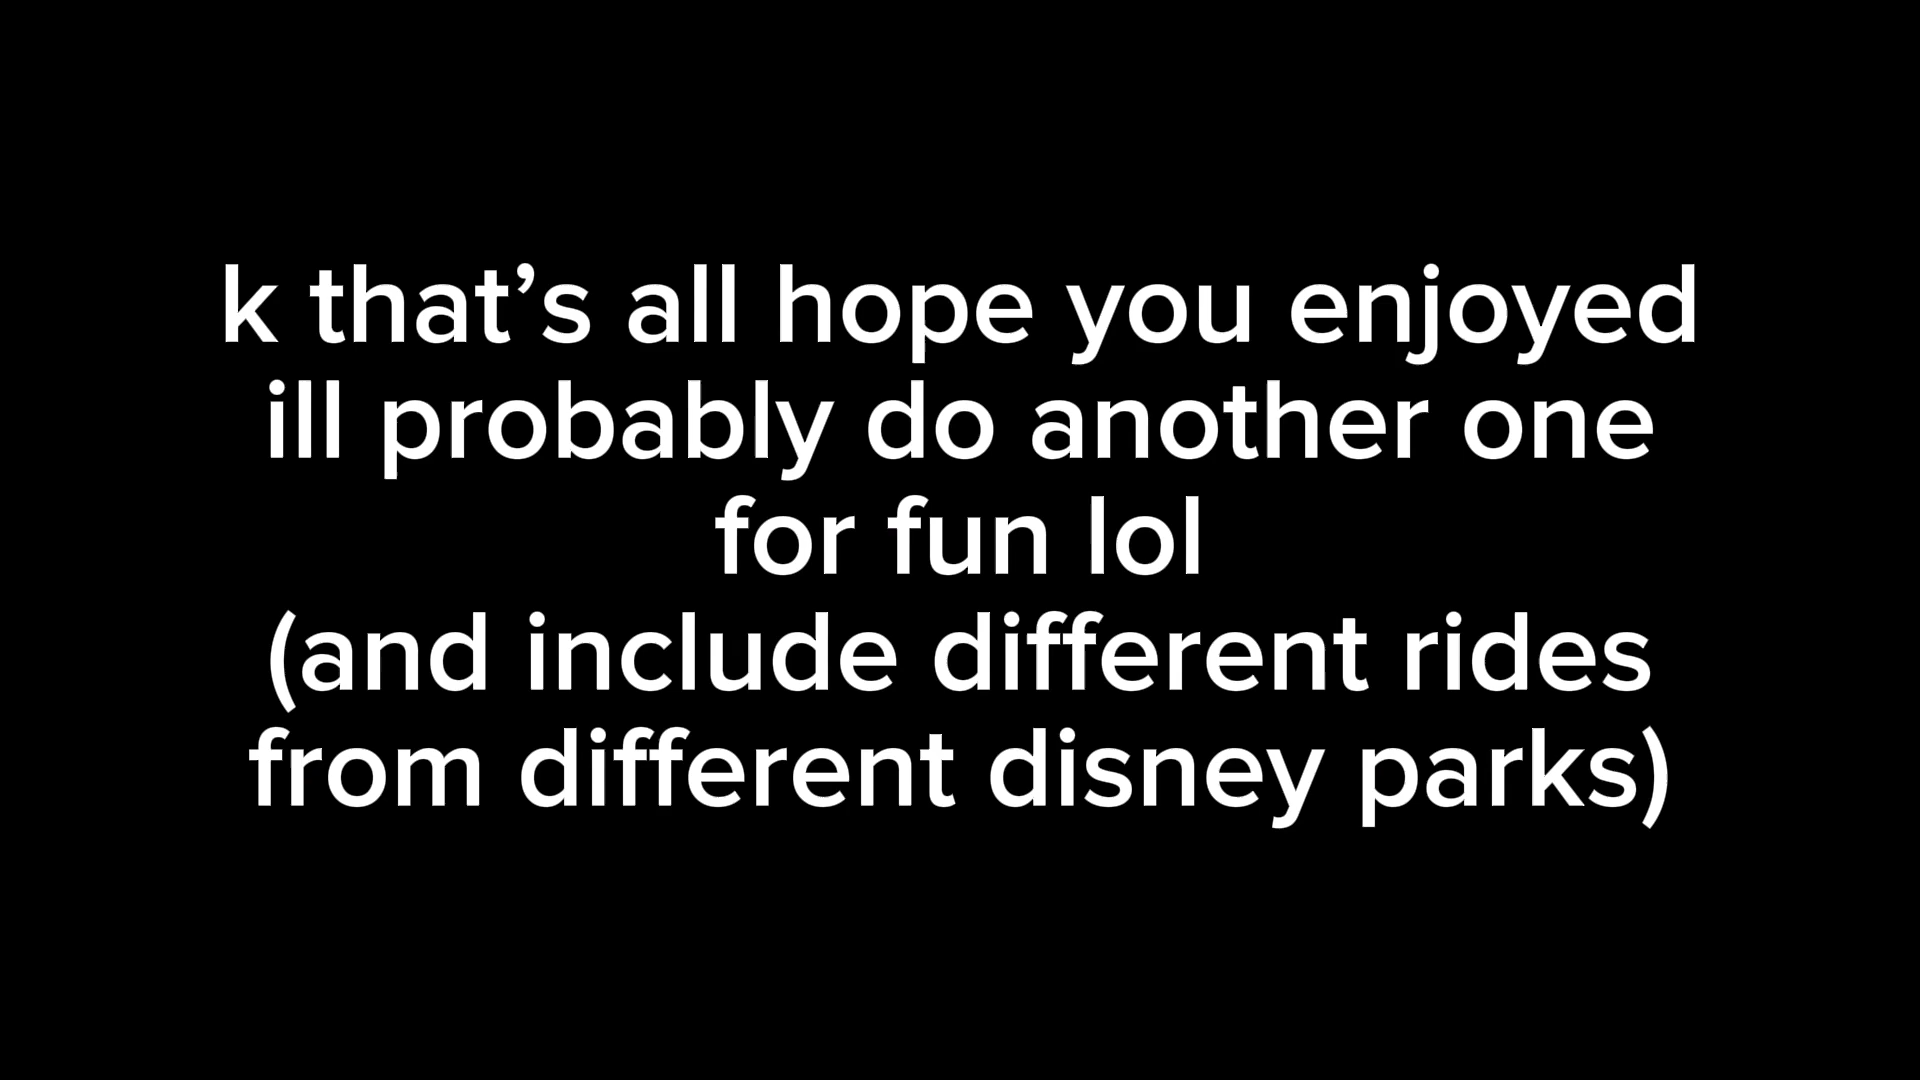 k that’s all hope you enjoyed
ill probably do another one
for fun lol
(and include different rides
from different disney parks)